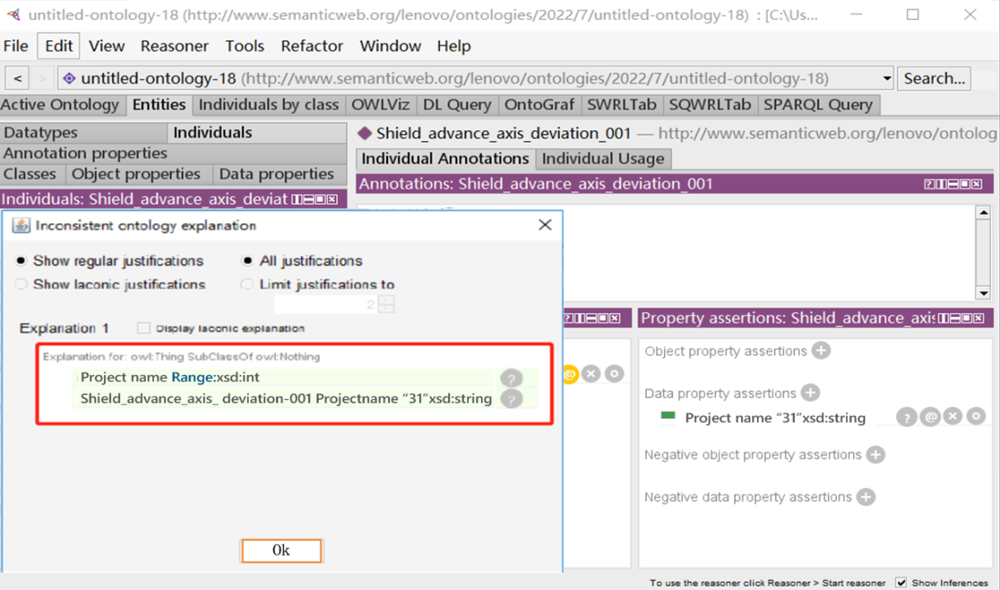 untitled-ontology-18 (http://www.semanticweb.org/lenovo/ontologies/2022/7/untitled-ontology-18) : [C:\Us...
File Edit View Reasoner Tools Refactor Window Help
< > untitled-ontology-18 (http://www.semanticweb.org/lenovo/ontologies/2022/7/untitled-ontology-18) Search...
Active Ontology Entities Individuals by class OWLViz DL Query OntoGraf SWRLTab SQWRLTab SPARQL Query
Datatypes Individuals
Annotation properties
Classes Object properties Data properties
Individuals: Shield_advance_axis_deviat
Shield_advance_axis_deviation_001 — http://www.semanticweb.org/lenovo/ontolog
Individual Annotations Individual Usage
Annotations: Shield_advance_axis_deviation_001
Inconsistent ontology explanation
Show regular justifications All justifications
Show laconic justifications Limit justifications to
2
Explanation 1 Display laconic explanation
Explanation for: owl:Thing SubClassOf owl:Nothing
Project name Range:xsd:int ?
Shield_advance_axis_ deviation-001 Projectname “31”xsd:string ?
Ok
Property assertions: Shield_advance_axis
Object property assertions +
Data property assertions +
Project name “31”xsd:string ? @
Negative object property assertions +
Negative data property assertions +
To use the reasoner click Reasoner > Start reasoner Show Inferences